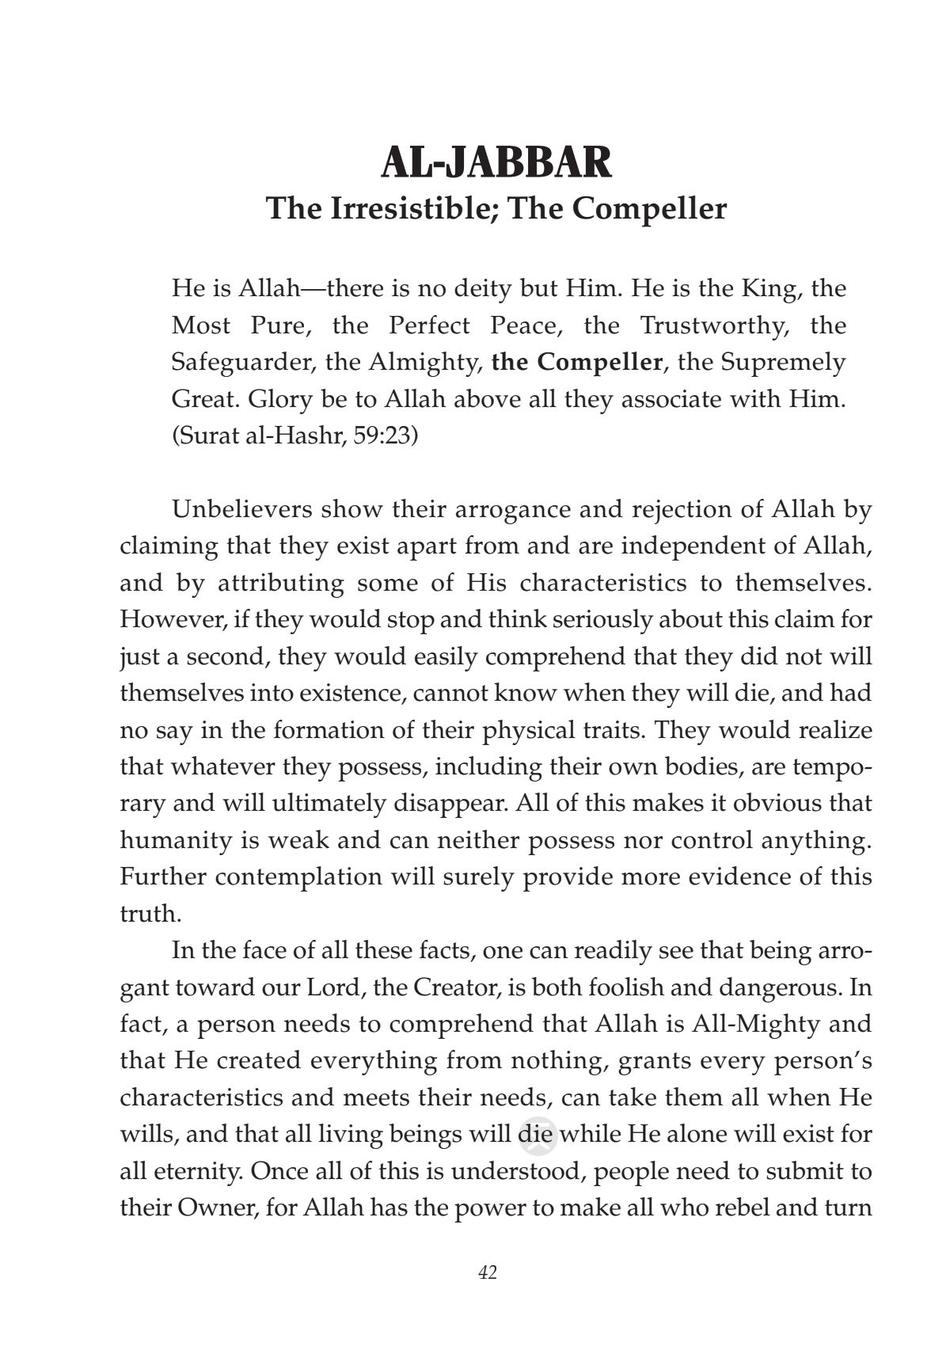 AL-JABBAR
The Irresistible; The Compeller
He is Allah—there is no deity but Him. He is the King, the
Most Pure, the Perfect Peace, the Trustworthy, the
Safeguarder, the Almighty, the Compeller, the Supremely
Great. Glory be to Allah above all they associate with Him.
(Surat al-Hashr, 59:23)
Unbelievers show their arrogance and rejection of Allah by
claiming that they exist apart from and are independent of Allah,
and by attributing some of His characteristics to themselves.
However, if they would stop and think seriously about this claim for
just a second, they would easily comprehend that they did not will
themselves into existence, cannot know when they will die, and had
no say in the formation of their physical traits. They would realize
that whatever they possess, including their own bodies, are tempo-
rary and will ultimately disappear. All of this makes it obvious that
humanity is weak and can neither possess nor control anything.
Further contemplation will surely provide more evidence of this
truth.
In the face of all these facts, one can readily see that being arro-
gant toward our Lord, the Creator, is both foolish and dangerous. In
fact, a person needs to comprehend that Allah is All-Mighty and
that He created everything from nothing, grants every person's
characteristics and meets their needs, can take them all when He
wills, and that all living beings will die while He alone will exist for
all eternity. Once all of this is understood, people need to submit to
their Owner, for Allah has the power to make all who rebel and turn
42